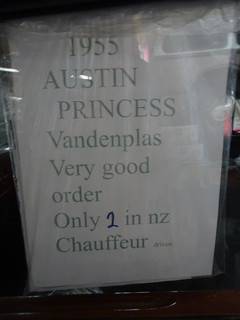 1955
AUSTIN
PRINCESS
Vandenplas
Very good
order
Only 2 in nz
Chauffeur driven